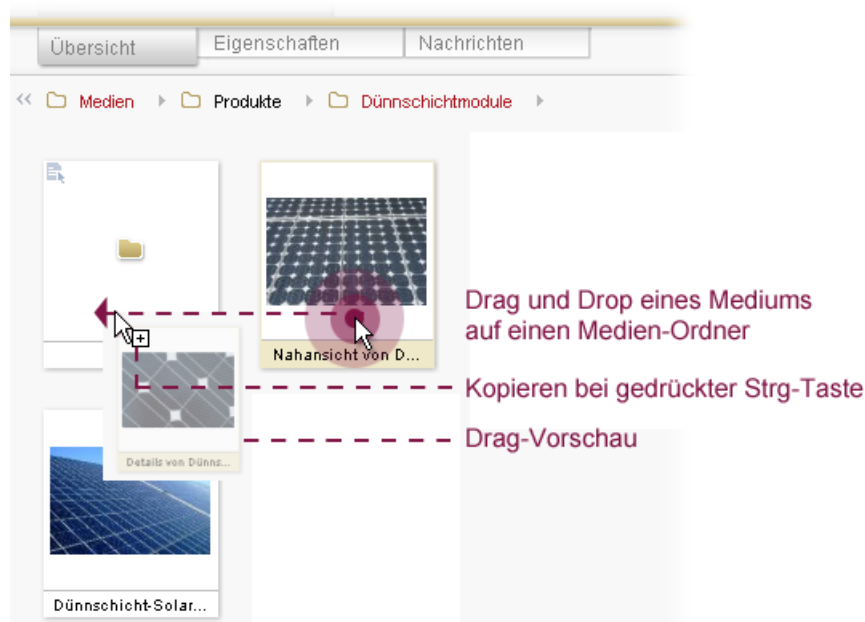 Übersicht Eigenschaften Nachrichten
Medien Produkte Dünnschichtmodule
Drag und Drop eines Mediums
auf einen Medien-Ordner
Nahansicht von D...
Kopieren bei gedrückter Strg-Taste
Drag-Vorschau
Details von Dünns...
Dünnschicht-Solar...